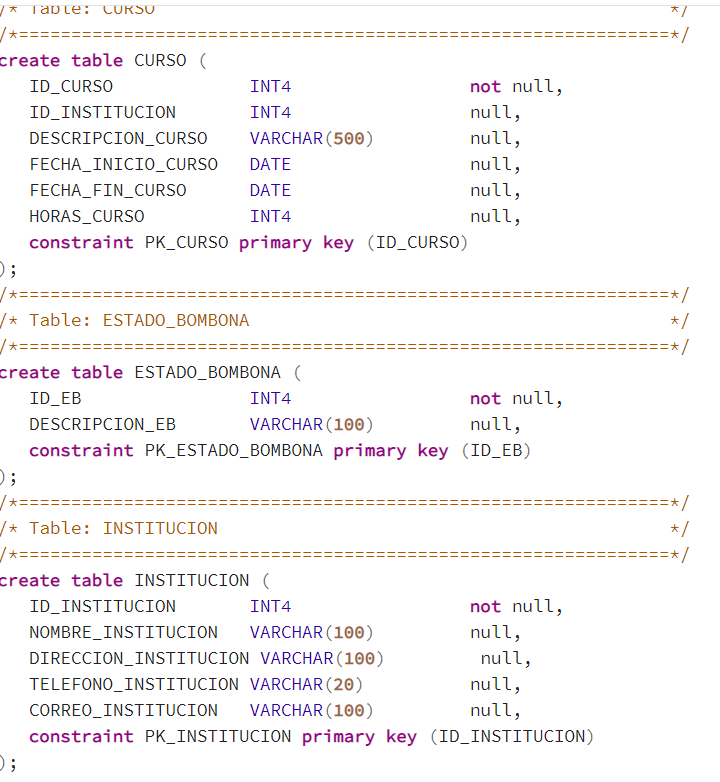 /* Table: CURSO */
/*==============================================================*/
create table CURSO (
ID_CURSO INT4 not null,
ID_INSTITUCION INT4 null,
DESCRIPCION_CURSO VARCHAR(500) null,
FECHA_INICIO_CURSO DATE null,
FECHA_FIN_CURSO DATE null,
HORAS_CURSO INT4 null,
constraint PK_CURSO primary key (ID_CURSO)
);
/*==============================================================*/
/* Table: ESTADO_BOMBONA */
/*==============================================================*/
create table ESTADO_BOMBONA (
ID_EB INT4 not null,
DESCRIPCION_EB VARCHAR(100) null,
constraint PK_ESTADO_BOMBONA primary key (ID_EB)
);
/*==============================================================*/
/* Table: INSTITUCION */
/*==============================================================*/
create table INSTITUCION (
ID_INSTITUCION INT4 not null,
NOMBRE_INSTITUCION VARCHAR(100) null,
DIRECCION_INSTITUCION VARCHAR(100) null,
TELEFONO_INSTITUCION VARCHAR(20) null,
CORREO_INSTITUCION VARCHAR(100) null,
constraint PK_INSTITUCION primary key (ID_INSTITUCION)
);